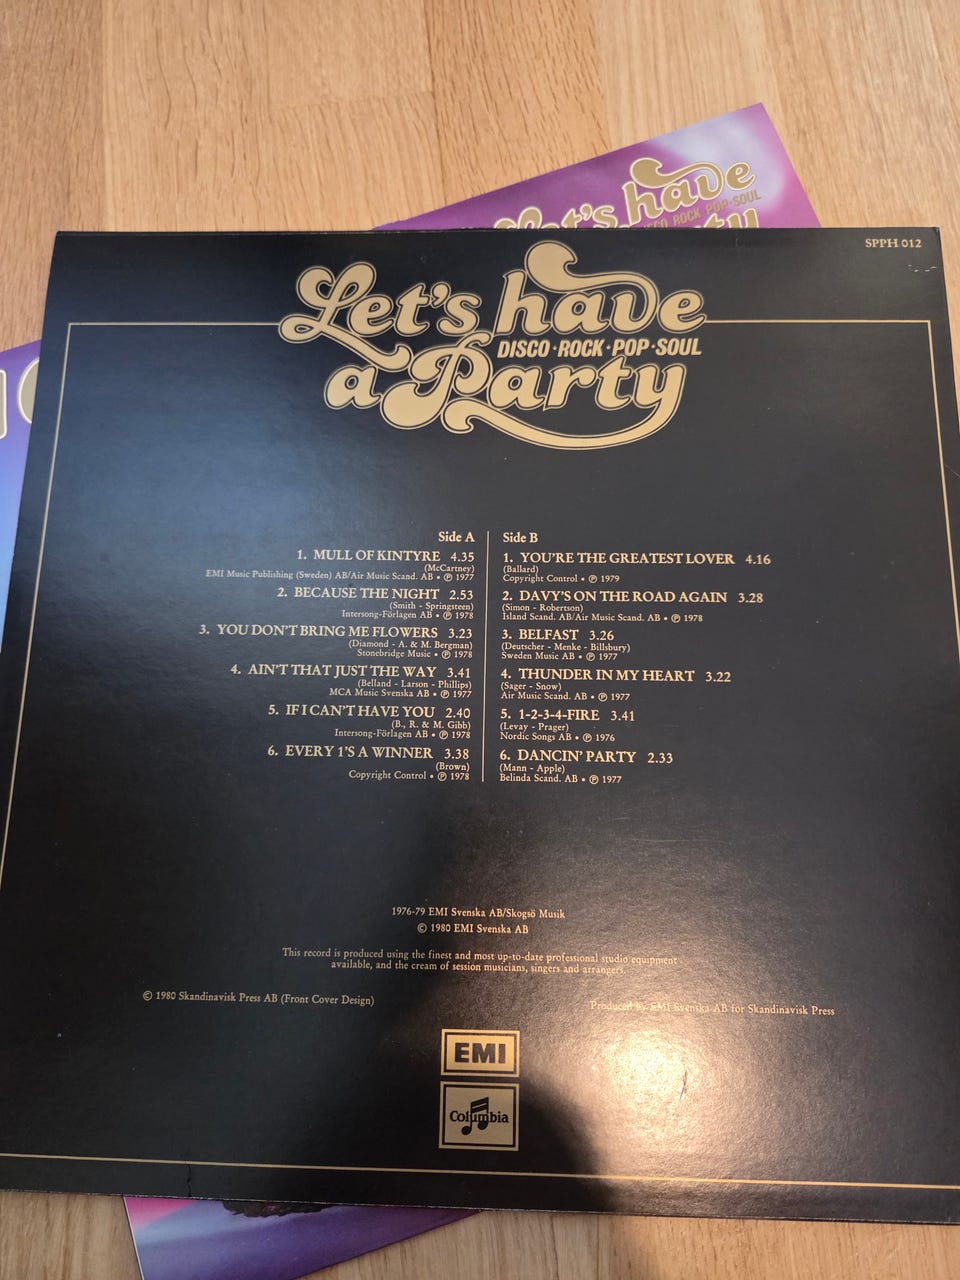 Let's have
DISCO ROCK POP·SOUL
SPPH 012
Let's have
DISCO·ROCK·POP·SOUL
a Party
Side A
1. MULL OF KINTYRE 4.35
(McCartney)
EMI Music Publishing (Sweden) AB/Air Music Scand. AB • ℗ 1977
2. BECAUSE THE NIGHT 2.53
(Smith - Springsteen)
Intersong-Förlagen AB • ℗ 1978
3. YOU DON'T BRING ME FLOWERS 3.23
(Diamond - A. & M. Bergman)
Stonebridge Music • ℗ 1978
4. AIN'T THAT JUST THE WAY 3.41
(Belland - Larson - Phillips)
MCA Music Svenska AB • ℗ 1977
5. IF I CAN'T HAVE YOU 2.40
(B., R. & M. Gibb)
Intersong-Förlagen AB • ℗ 1978
6. EVERY 1'S A WINNER 3.38
(Brown)
Copyright Control • ℗ 1978
Side B
1. YOU'RE THE GREATEST LOVER 4.16
(Ballard)
Copyright Control • ℗ 1979
2. DAVY'S ON THE ROAD AGAIN 3.28
(Simon - Robertson)
Island Scand. AB/Air Music Scand. AB • ℗ 1978
3. BELFAST 3.26
(Deutscher - Menke - Billsbury)
Sweden Music AB • ℗ 1977
4. THUNDER IN MY HEART 3.22
(Sager - Snow)
Air Music Scand. AB • ℗ 1977
5. 1-2-3-4-FIRE 3.41
(Levay - Prager)
Nordic Songs AB • ℗ 1976
6. DANCIN' PARTY 2.33
(Mann - Apple)
Belinda Scand. AB • ℗ 1977
1976-79 EMI Svenska AB/Skogsö Musik
© 1980 EMI Svenska AB
This record is produced using the finest and most up-to-date professional studio equipment
available, and the cream of session musicians, singers and arrangers.
© 1980 Skandinavisk Press AB (Front Cover Design)
Produced by EMI Svenska AB for Skandinavisk Press
EMI
Columbia